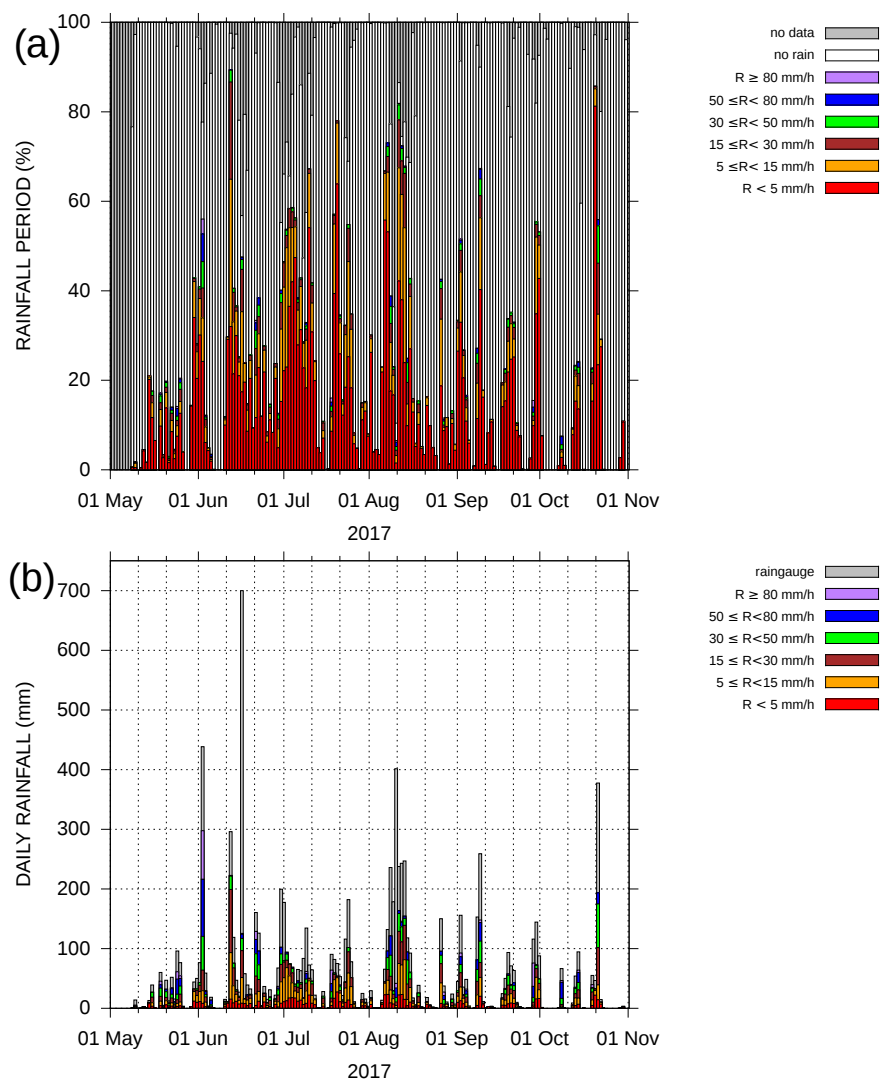 (a)
100
80
60
40
20
0
RAINFALL PERIOD (%)
01 May
01 Jun
01 Jul
01 Aug
01 Sep
01 Oct
01 Nov
2017
no data
no rain
R ≥ 80 mm/h
50 ≤R< 80 mm/h
30 ≤R< 50 mm/h
15 ≤R< 30 mm/h
5 ≤R< 15 mm/h
R < 5 mm/h
(b)
700
600
500
400
300
200
100
0
DAILY RAINFALL (mm)
01 May
01 Jun
01 Jul
01 Aug
01 Sep
01 Oct
01 Nov
2017
raingauge
R ≥ 80 mm/h
50 ≤ R<80 mm/h
30 ≤ R<50 mm/h
15 ≤ R<30 mm/h
5 ≤ R<15 mm/h
R < 5 mm/h